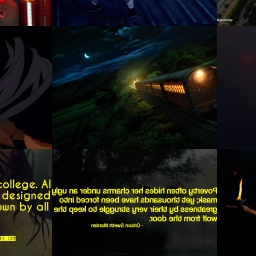 college. Al
designed
own by all
Poverty often hides her charms under an ugly
mask yet thousands have been forced into
greatness by their very struggle to keep the
wolf from the door.
- Orison Swett Marden